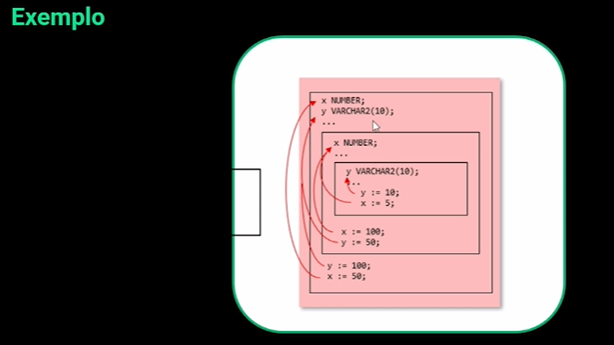 Exemplo
x NUMBER;
y VARCHAR2(10);
...
x NUMBER;
...
y VARCHAR2(10);
...
y := 10;
x := 5;
x := 100;
y := 50;
y := 100;
x := 50;